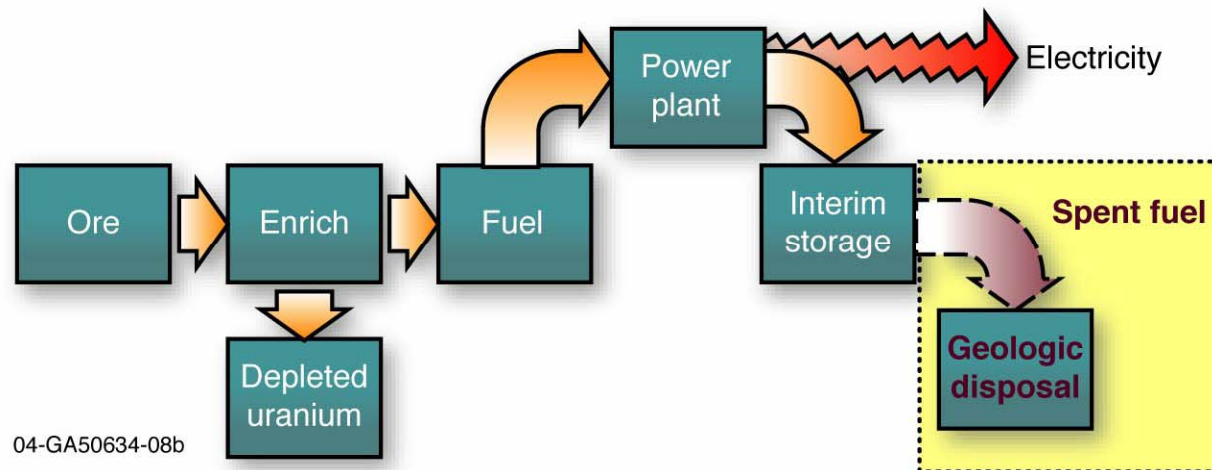 Ore
Enrich
Fuel
Power
plant
Electricity
Interim
storage
Spent fuel
Geologic
disposal
Depleted
uranium
04-GA50634-08b